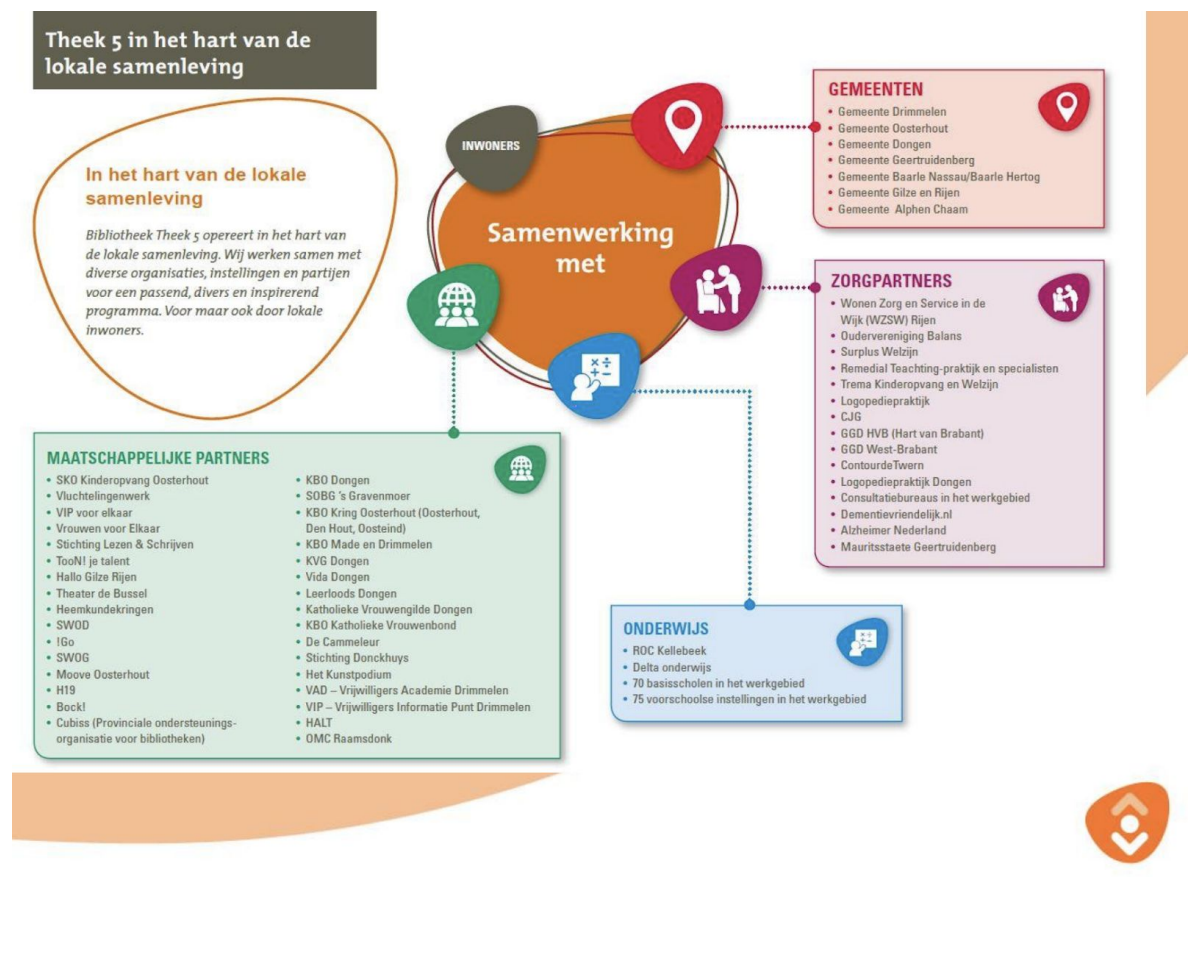 Theek 5 in het hart van de
lokale samenleving
In het hart van de lokale
samenleving
Bibliotheek Theek 5 opereert in het hart van
de lokale samenleving. Wij werken samen met
diverse organisaties, instellingen en partijen
voor een passend, divers en inspirerend
programma. Voor maar ook door lokale
inwoners.
INWONERS
Samenwerking
met
GEMEENTEN
• Gemeente Drimmelen
• Gemeente Oosterhout
• Gemeente Dongen
• Gemeente Geertruidenberg
• Gemeente Baarle Nassau/Baarle Hertog
• Gemeente Gilze en Rijen
• Gemeente Alphen Chaam
ZORGPARTNERS
• Wonen Zorg en Service in de
Wijk (WZSW) Rijen
• Oudervereniging Balans
• Surplus Welzijn
• Remedial Teachting-praktijk en specialisten
• Trema Kinderopvang en Welzijn
• Logopediepraktijk
• CJG
• GGD HVB (Hart van Brabant)
• GGD West-Brabant
• ContourdeTwern
• Logopediepraktijk Dongen
• Consultatiebureaus in het werkgebied
• Dementievriendelijk.nl
• Alzheimer Nederland
• Mauritsstaete Geertruidenberg
MAATSCHAPPELIJKE PARTNERS
• SKO Kinderopvang Oosterhout
• Vluchtelingenwerk
• VIP voor elkaar
• Vrouwen voor Elkaar
• Stichting Lezen & Schrijven
• TooN! je talent
• Hallo Gilze Rijen
• Theater de Bussel
• Heemkundekringen
• SWOD
• !Go
• SWOG
• Moove Oosterhout
• H19
• Bock!
• Cubiss (Provinciale ondersteunings-
organisatie voor bibliotheken)
• KBO Dongen
• SOBG 's Gravenmoer
• KBO Kring Oosterhout (Oosterhout,
Den Hout, Oosteind)
• KBO Made en Drimmelen
• KVG Dongen
• Vida Dongen
• Leerloods Dongen
• Katholieke Vrouwengilde Dongen
• KBO Katholieke Vrouwenbond
• De Cammeleur
• Stichting Donckhuys
• Het Kunstpodium
• VAD – Vrijwilligers Academie Drimmelen
• VIP – Vrijwilligers Informatie Punt Drimmelen
• HALT
• OMC Raamsdonk
ONDERWIJS
• ROC Kellebeek
• Delta onderwijs
• 70 basisscholen in het werkgebied
• 75 voorschoolse instellingen in het werkgebied